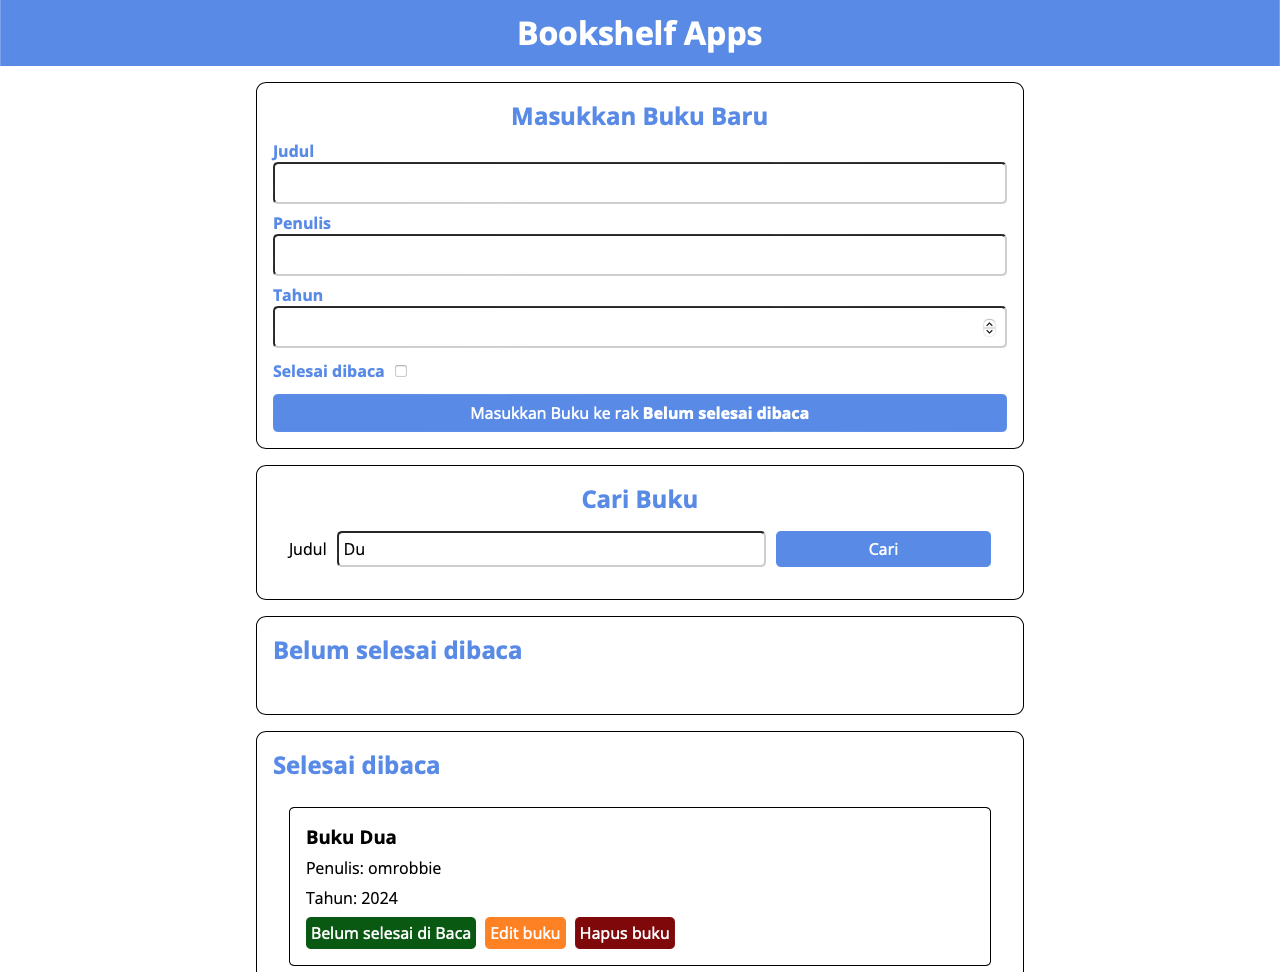 Bookshelf Apps
Masukkan Buku Baru
Judul
Penulis
Tahun
Selesai dibaca
Masukkan Buku ke rak Belum selesai dibaca
Cari Buku
Judul Du Cari
Belum selesai dibaca
Selesai dibaca
Buku Dua
Penulis: omrobbie
Tahun: 2024
Belum selesai di Baca Edit buku Hapus buku